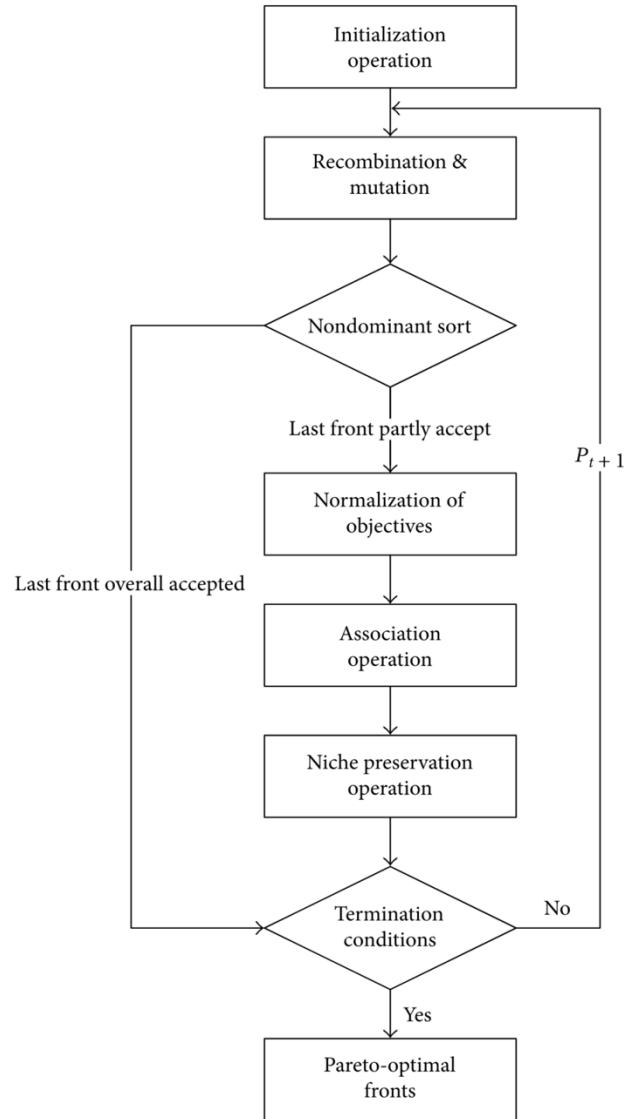 Initialization
operation
Recombination &
mutation
Nondominant sort
Last front partly accept
P_{t + 1}
Normalization of
objectives
Last front overall accepted
Association
operation
Niche preservation
operation
Termination
conditions
No
Yes
Pareto-optimal
fronts